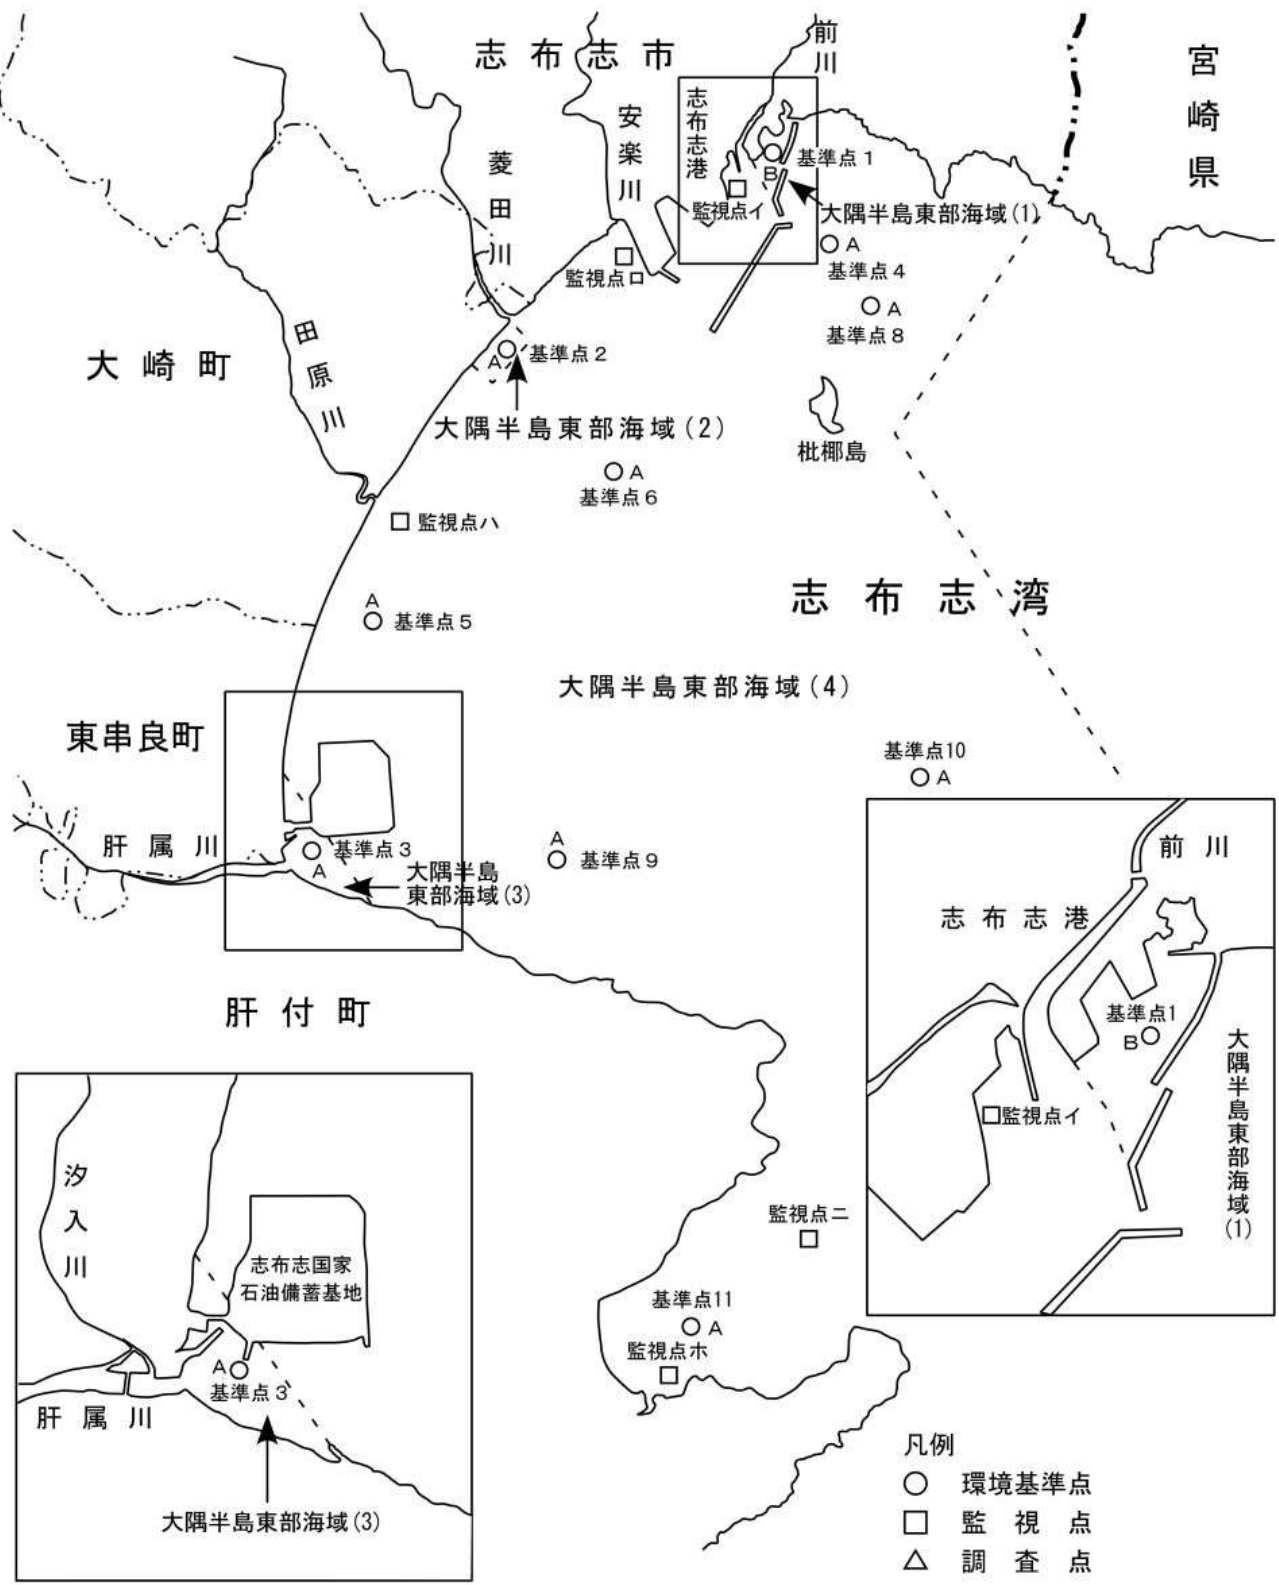 志布志市
前川
宮崎県
安楽川
志布志港
菱田川
基準点1
B
監視点イ
大隅半島東部海域(1)
A
基準点4
監視点ロ
A
基準点8
田原川
大崎町
A
基準点2
大隅半島東部海域(2)
枇榔島
A
基準点6
監視点ハ
志布志湾
A
基準点5
大隅半島東部海域(4)
東串良町
基準点10
A
肝属川
基準点3
A
大隅半島
東部海域(3)
A
基準点9
肝付町
前川
志布志港
基準点1
B
大隅半島東部海域(1)
監視点イ
汐入川
志布志国家
石油備蓄基地
A
基準点3
肝属川
大隅半島東部海域(3)
監視点ニ
基準点11
A
監視点ホ
凡例
○ 環境基準点
□ 監視点
△ 調査点